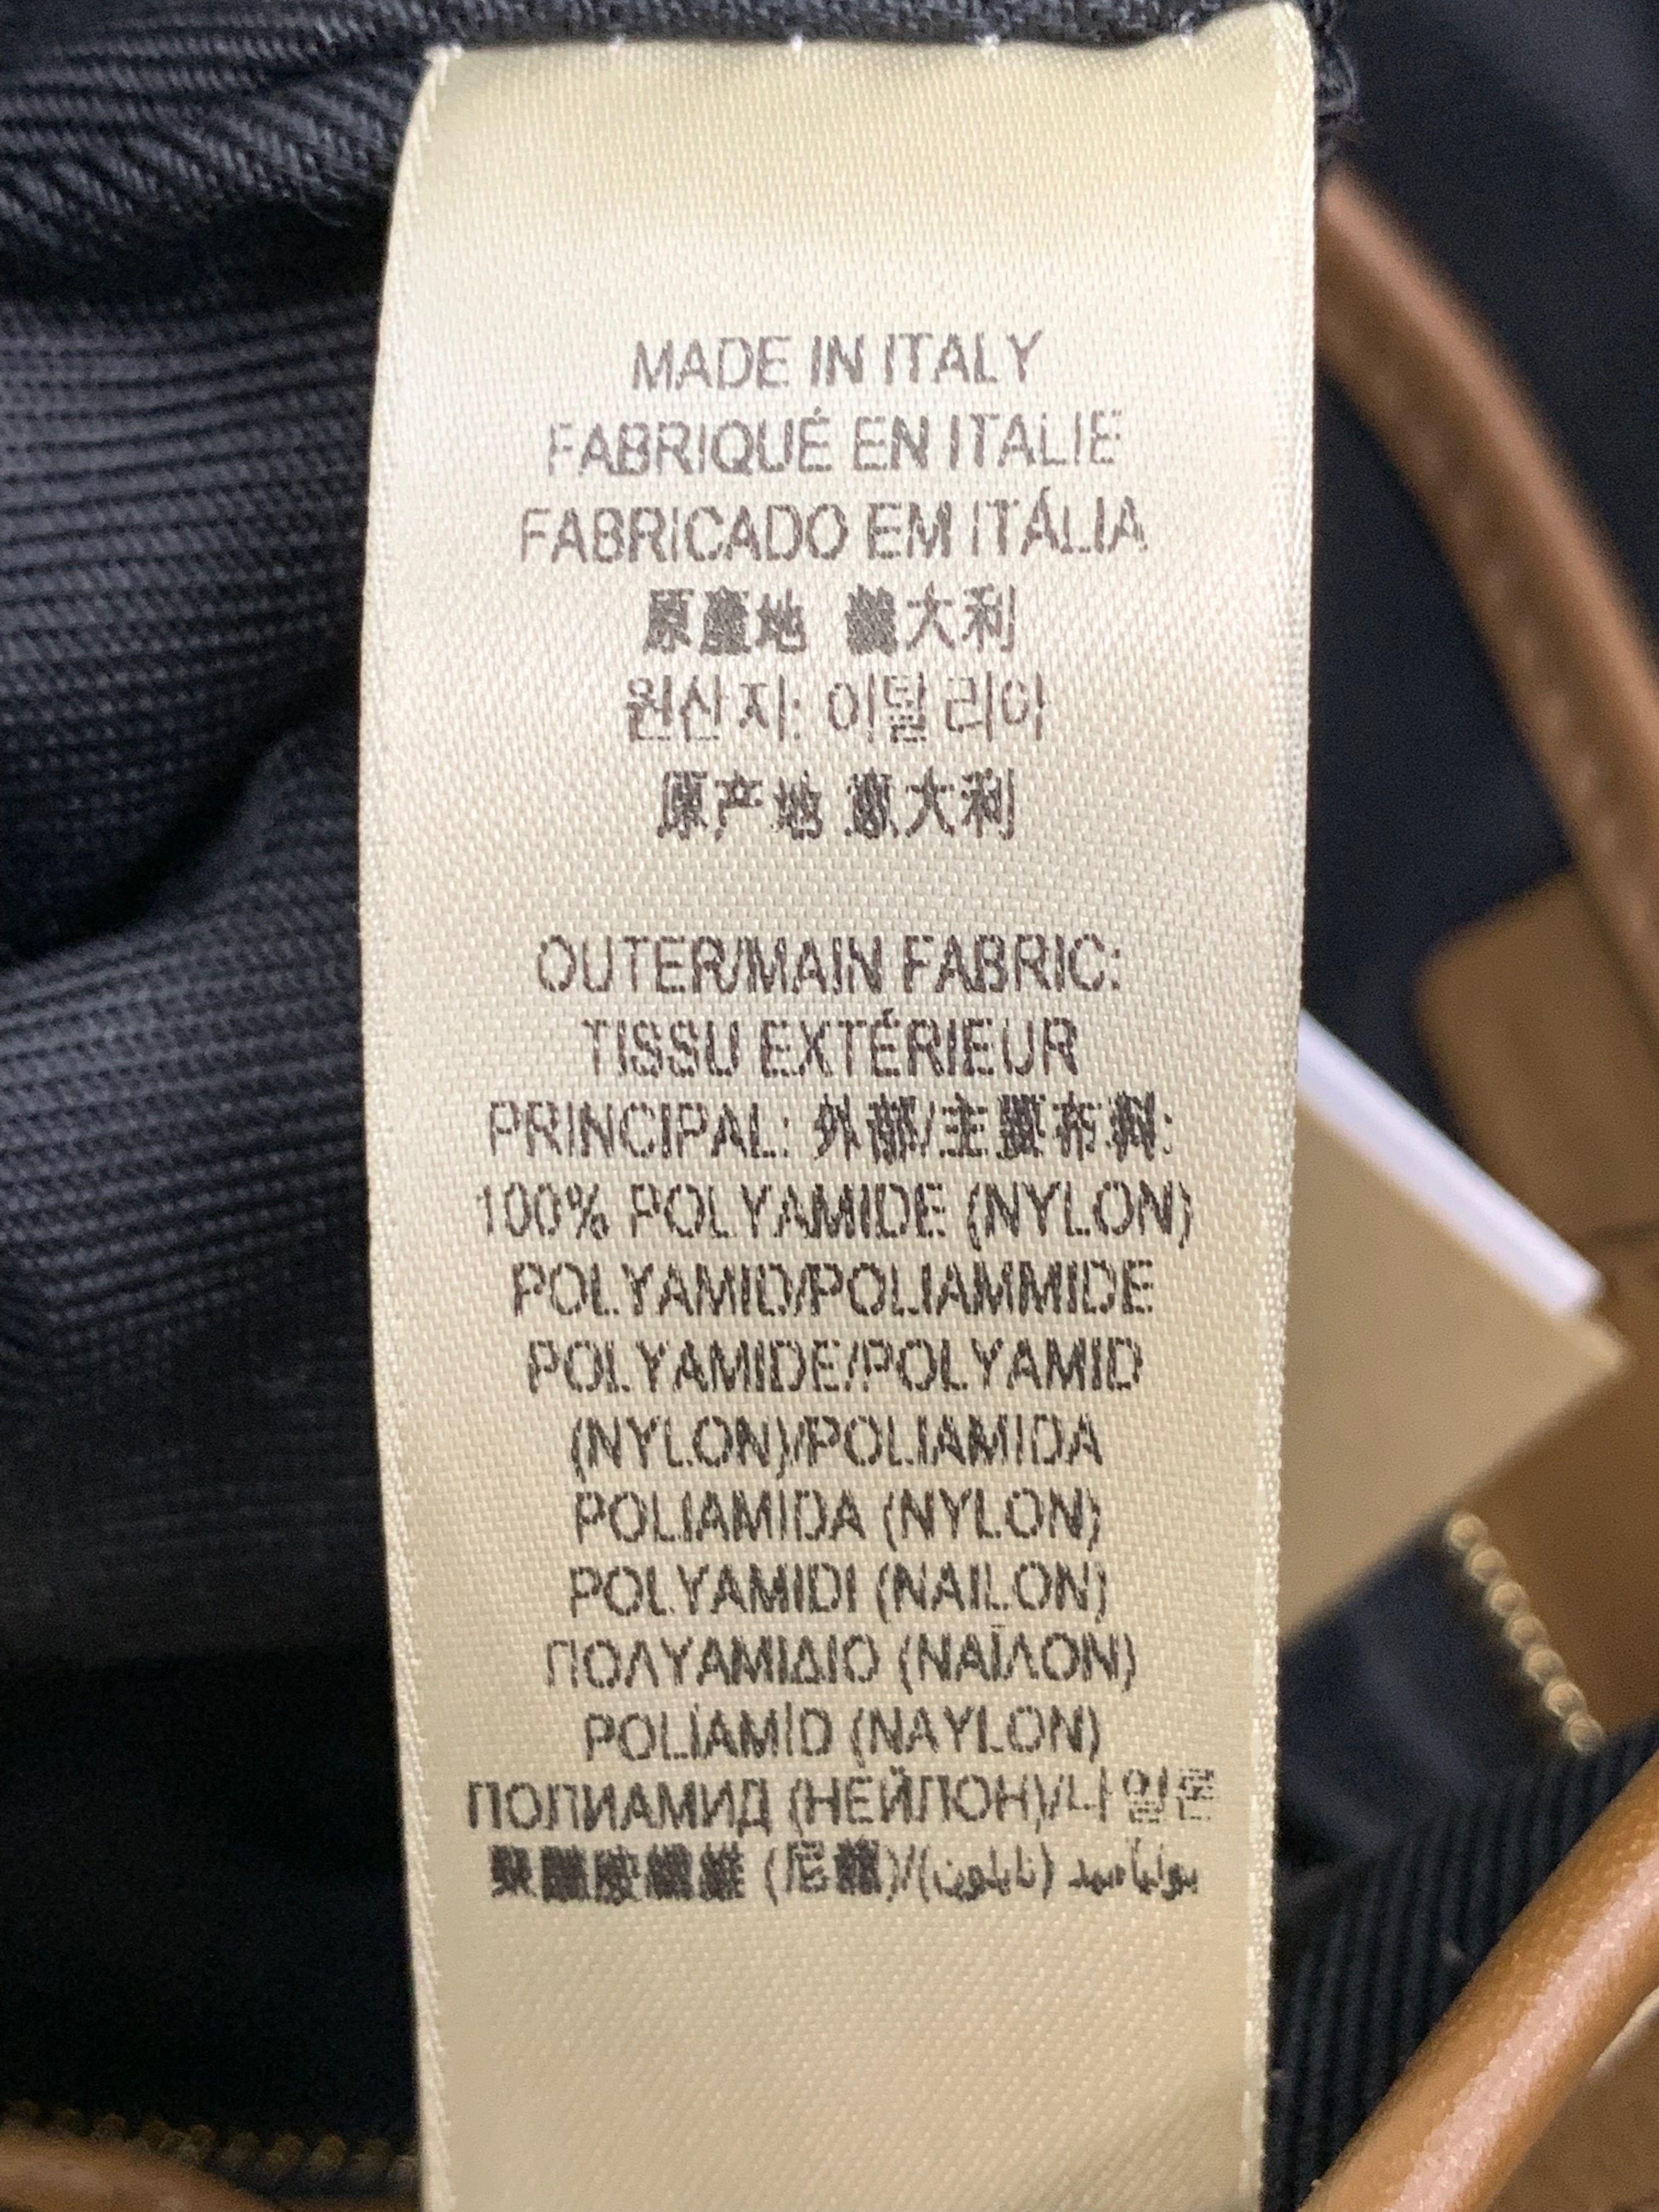 MADE IN ITALY
FABRIQUÉ EN ITALIE
FABRICADO EM ITÁLIA
原產地 義大利
원산지: 이탈리아
原产地 意大利
OUTER/MAIN FABRIC:
TISSU EXTÉRIEUR
PRINCIPAL: 外部/主要布料:
100% POLYAMIDE (NYLON)
POLYAMID/POLIAMMIDE
POLYAMIDE/POLYAMID
(NYLON)/POLIAMIDA
POLIAMIDA (NYLON)
POLYAMIDI (NAILON)
ΠΟΛΥΑΜΙΔΙΟ (ΝΑΪΛΟΝ)
POLİAMİD (NAYLON)
ПОЛИАМИД (НЕЙЛОН)/나일론
聚醯胺纖維 (尼龍)/بولياميد (نايلون)